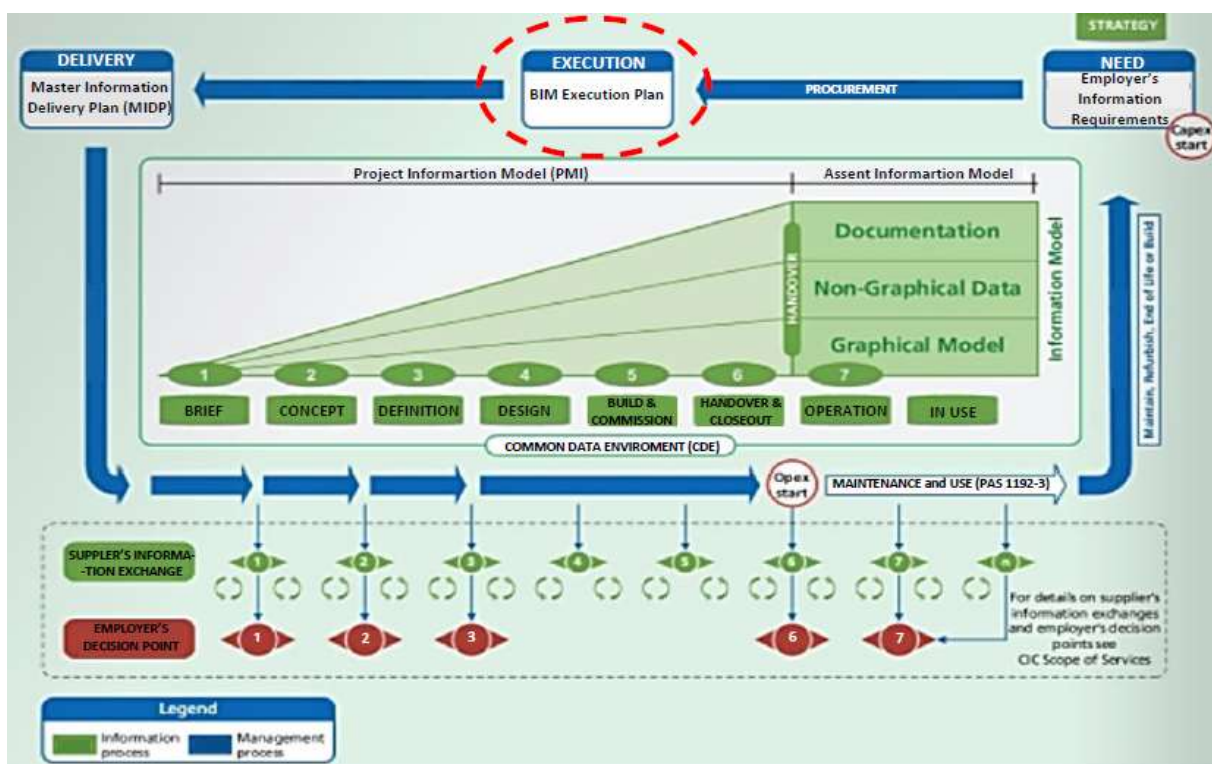 STRATEGY
DELIVERY
Master Information
Delivery Plan (MIDP)
EXECUTION
BIM Execution Plan
PROCUREMENT
NEED
Employer's
Information
Requirements
Capex
start
Project Informartion Model (PMI)
Assent Informartion Model
Documentation
Non-Graphical Data
Graphical Model
HANDOVER
Information Model
Maintain, Refurbish, End of Life or Build
1 2 3 4 5 6 7
BRIEF
CONCEPT
DEFINITION
DESIGN
BUILD &
COMMISSION
HANDOVER &
CLOSEOUT
OPERATION
IN USE
COMMON DATA ENVIROMENT (CDE)
Opex
start
MAINTENANCE and USE (PAS 1192-3)
SUPPLER'S INFORMA-
-TION EXCHANGE
1 2 3 4 5 6 7 n
For details on supplier's
information exchanges
and employer's decision
points see
CIC Scope of Services
EMPLOYER'S
DECISION POINT
1 2 3 6 7
Legend
Information
process
Management
process